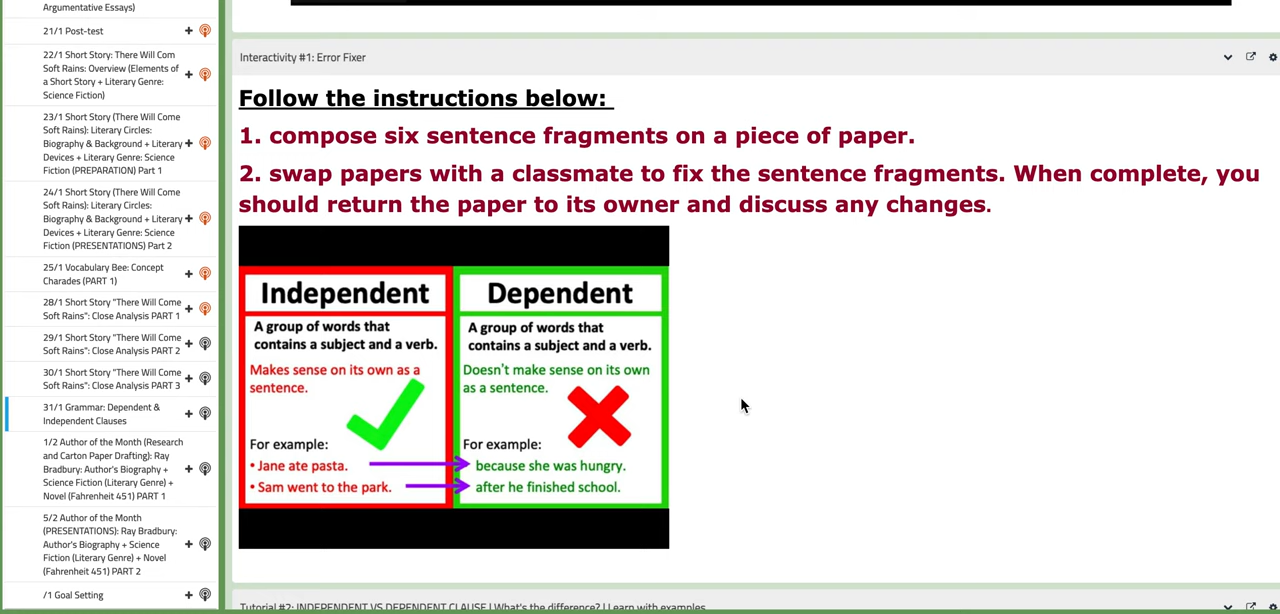 Argumentative Essays)
21/1 Post-test
22/1 Short Story: There Will Com
Soft Rains: Overview (Elements of
a Short Story + Literary Genre:
Science Fiction)
23/1 Short Story (There Will Come
Soft Rains): Literary Circles:
Biography & Background + Literary
Devices + Literary Genre: Science
Fiction (PREPARATION) Part 1
24/1 Short Story (There Will Come
Soft Rains): Literary Circles:
Biography & Background + Literary
Devices + Literary Genre: Science
Fiction (PRESENTATIONS) Part 2
25/1 Vocabulary Bee: Concept
Charades (PART 1)
28/1 Short Story "There Will Come
Soft Rains": Close Analysis PART 1
29/1 Short Story "There Will Come
Soft Rains": Close Analysis PART 2
30/1 Short Story "There Will Come
Soft Rains": Close Analysis PART 3
31/1 Grammar: Dependent &
Independent Clauses
1/2 Author of the Month (Research
and Carton Paper Drafting): Ray
Bradbury: Author's Biography +
Science Fiction (Literary Genre) +
Novel (Fahrenheit 451) PART 1
5/2 Author of the Month
(PRESENTATIONS): Ray Bradbury:
Author's Biography + Science
Fiction (Literary Genre) + Novel
(Fahrenheit 451) PART 2
/1 Goal Setting
Interactivity #1: Error Fixer
Follow the instructions below:
1. compose six sentence fragments on a piece of paper.
2. swap papers with a classmate to fix the sentence fragments. When complete, you
should return the paper to its owner and discuss any changes.
Independent
A group of words that
contains a subject and a verb.
Makes sense on its own as a
sentence.
For example:
• Jane ate pasta.
• Sam went to the park.
Dependent
A group of words that
contains a subject and a verb.
Doesn't make sense on its own
as a sentence.
For example:
because she was hungry.
after he finished school.
Tutorial #2: INDEPENDENT VS DEPENDENT CLAUSE | What's the difference? | Learn with examples